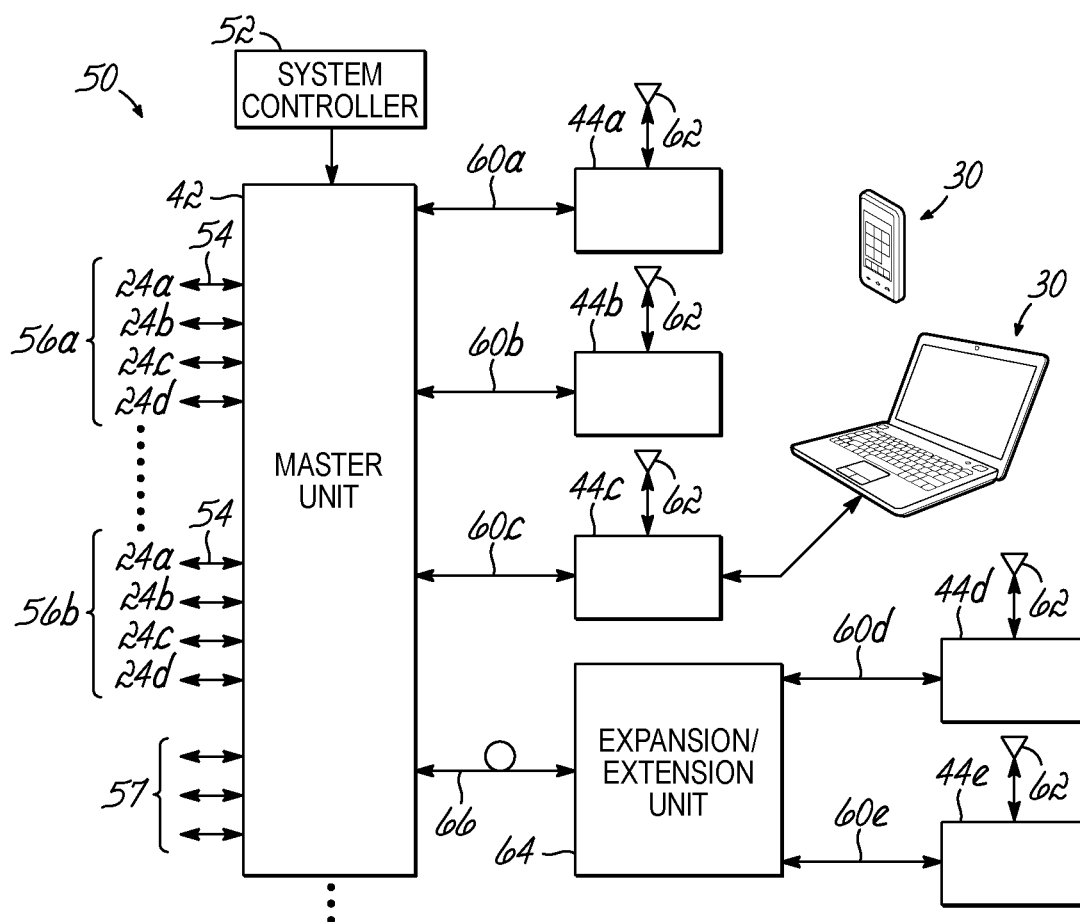 52
50
SYSTEM
CONTROLLER
44a
62
60a
30
42
54
24a
24b
24c
24d
56a
44b
62
60b
30
MASTER
UNIT
44c
62
60c
54
24a
24b
24c
24d
56b
44d
62
60d
EXPANSION/
EXTENSION
UNIT
57
66
64
44e
62
60e